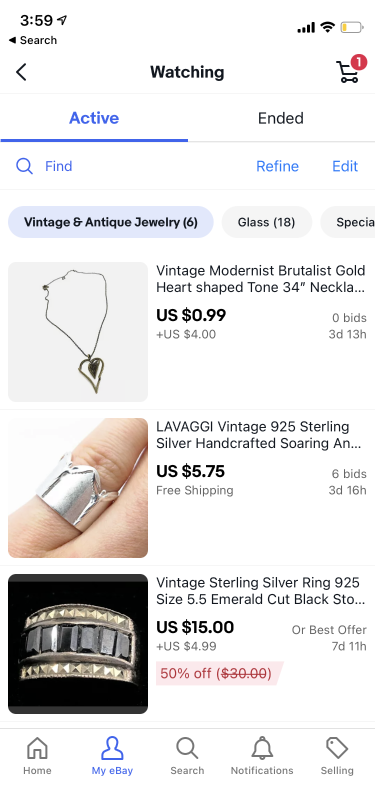 3:59
Search
Watching
1
Active
Ended
Find
Refine
Edit
Vintage & Antique Jewelry (6)
Glass (18)
Specia
Vintage Modernist Brutalist Gold
Heart shaped Tone 34” Neckla...
US $0.99
0 bids
+US $4.00
3d 13h
LAVAGGI Vintage 925 Sterling
Silver Handcrafted Soaring An...
US $5.75
6 bids
Free Shipping
3d 16h
Vintage Sterling Silver Ring 925
Size 5.5 Emerald Cut Black Sto...
US $15.00
Or Best Offer
+US $4.99
7d 11h
50% off ($30.00)
Home
My eBay
Search
Notifications
Selling